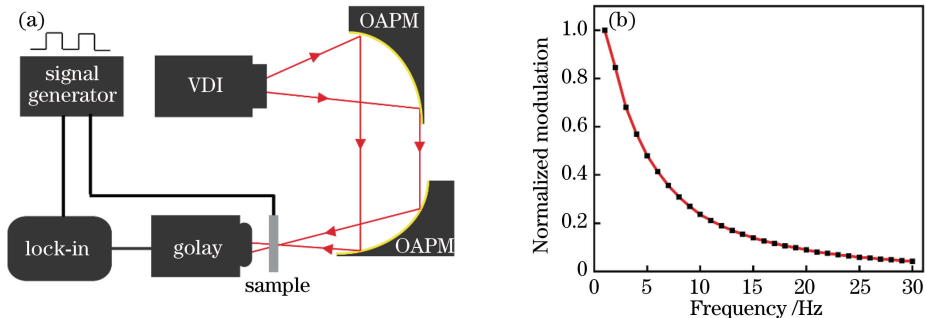 (a)
OAPM
signal
generator
VDI
lock-in
golay
sample
OAPM
(b)
Normalized modulation
1.0
0.8
0.6
0.4
0.2
0
0 5 10 15 20 25 30
Frequency /Hz